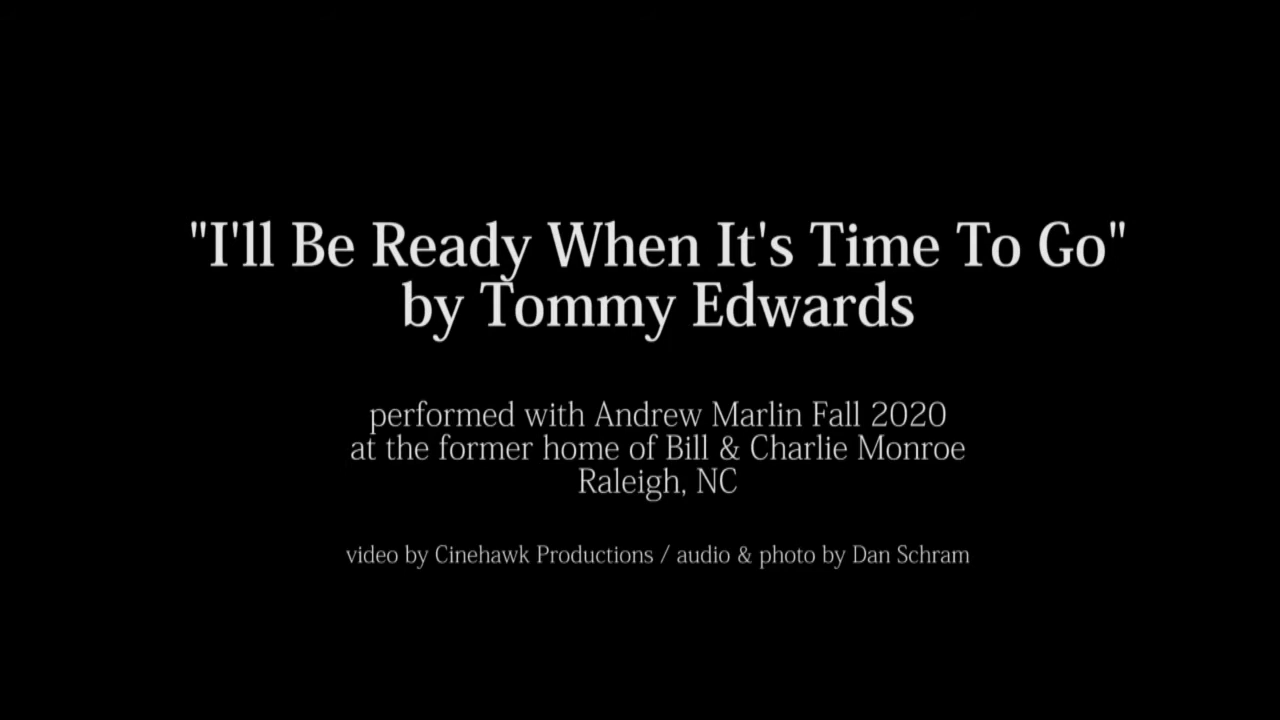 "I'll Be Ready When It's Time To Go"
by Tommy Edwards
performed with Andrew Marlin Fall 2020
at the former home of Bill & Charlie Monroe
Raleigh, NC
video by Cinehawk Productions / audio & photo by Dan Schram